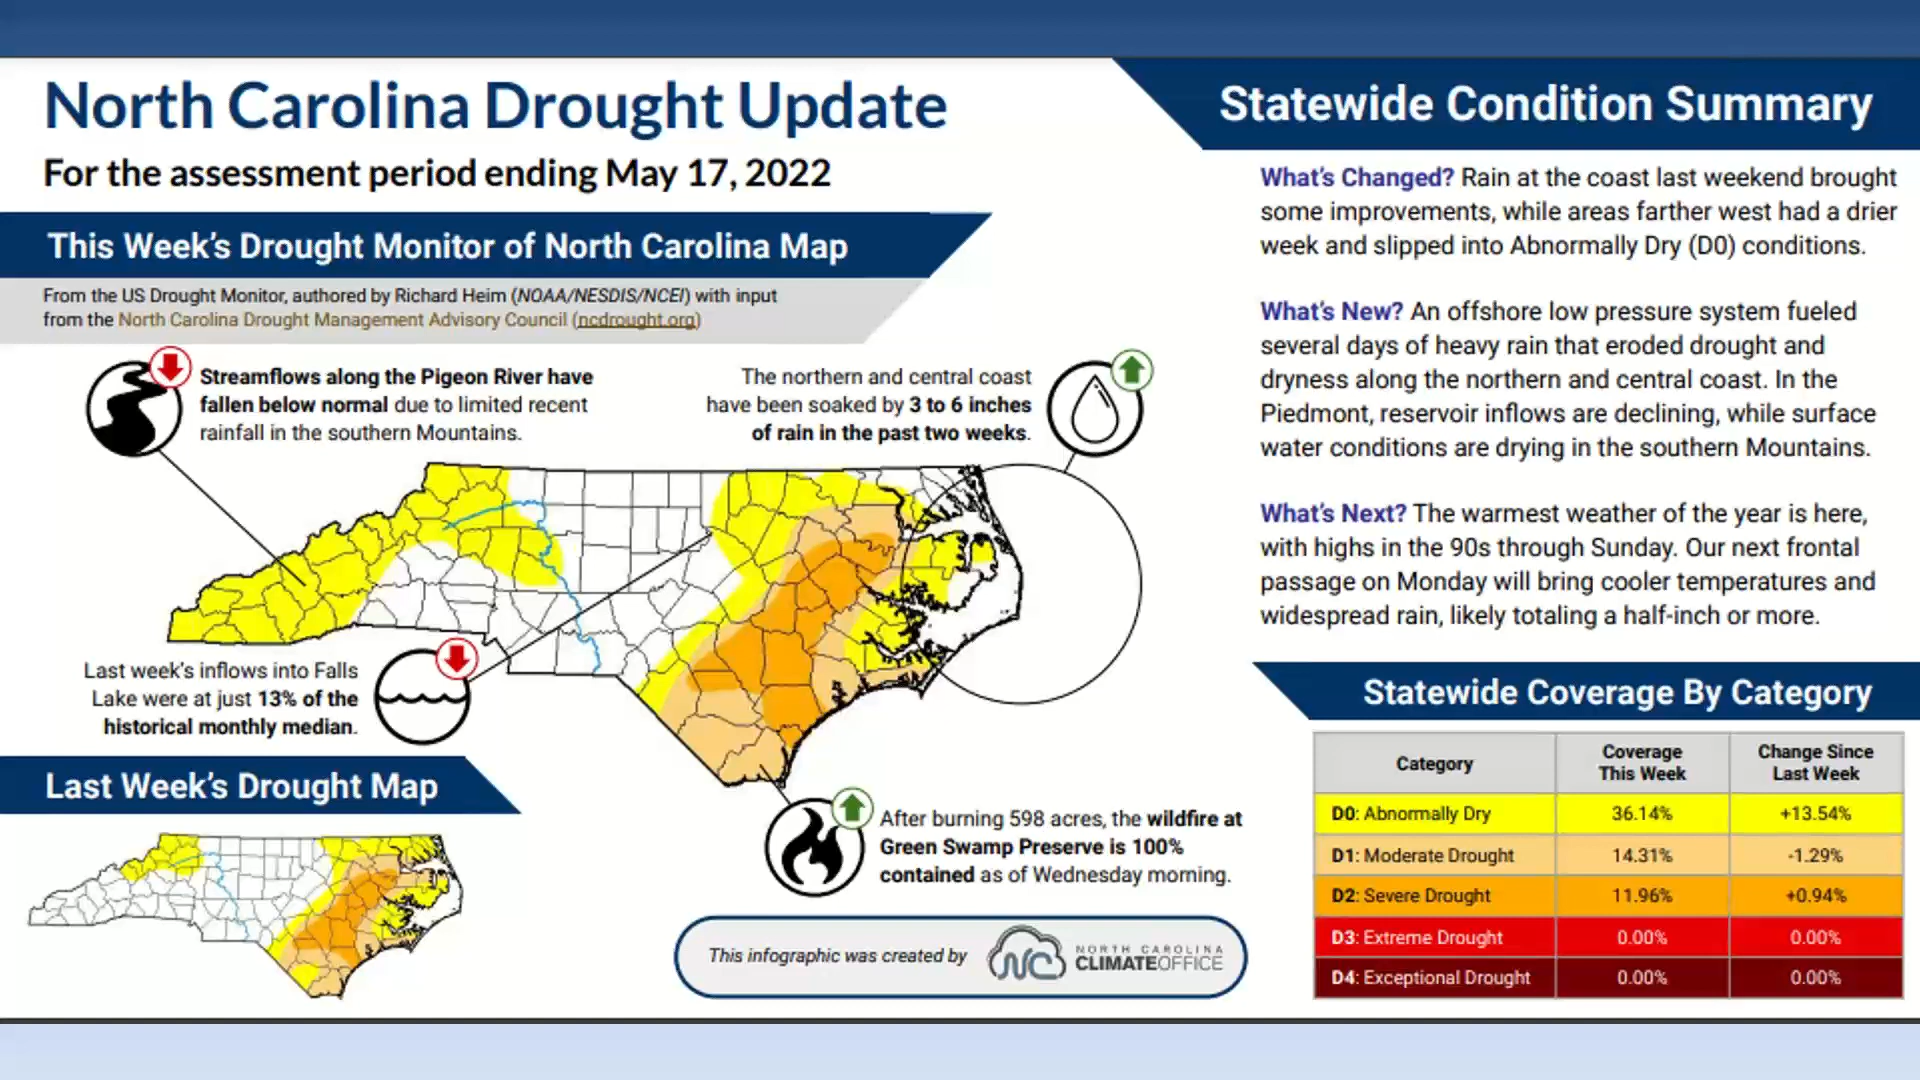 North Carolina Drought Update
For the assessment period ending May 17, 2022
This Week's Drought Monitor of North Carolina Map
From the US Drought Monitor, authored by Richard Heim (NOAA/NESDIS/NCEI) with input
from the North Carolina Drought Management Advisory Council (ncdrought.org)
Streamflows along the Pigeon River have
fallen below normal due to limited recent
rainfall in the southern Mountains.
The northern and central coast
have been soaked by 3 to 6 inches
of rain in the past two weeks.
Last week's inflows into Falls
Lake were at just 13% of the
historical monthly median.
Last Week's Drought Map
After burning 598 acres, the wildfire at
Green Swamp Preserve is 100%
contained as of Wednesday morning.
This infographic was created by
NC
NORTH CAROLINA
CLIMATEOFFICE
Statewide Condition Summary
What's Changed? Rain at the coast last weekend brought
some improvements, while areas farther west had a drier
week and slipped into Abnormally Dry (D0) conditions.
What's New? An offshore low pressure system fueled
several days of heavy rain that eroded drought and
dryness along the northern and central coast. In the
Piedmont, reservoir inflows are declining, while surface
water conditions are drying in the southern Mountains.
What's Next? The warmest weather of the year is here,
with highs in the 90s through Sunday. Our next frontal
passage on Monday will bring cooler temperatures and
widespread rain, likely totaling a half-inch or more.
Statewide Coverage By Category
Category Coverage This Week Change Since Last Week
D0: Abnormally Dry 36.14% +13.54%
D1: Moderate Drought 14.31% -1.29%
D2: Severe Drought 11.96% +0.94%
D3: Extreme Drought 0.00% 0.00%
D4: Exceptional Drought 0.00% 0.00%